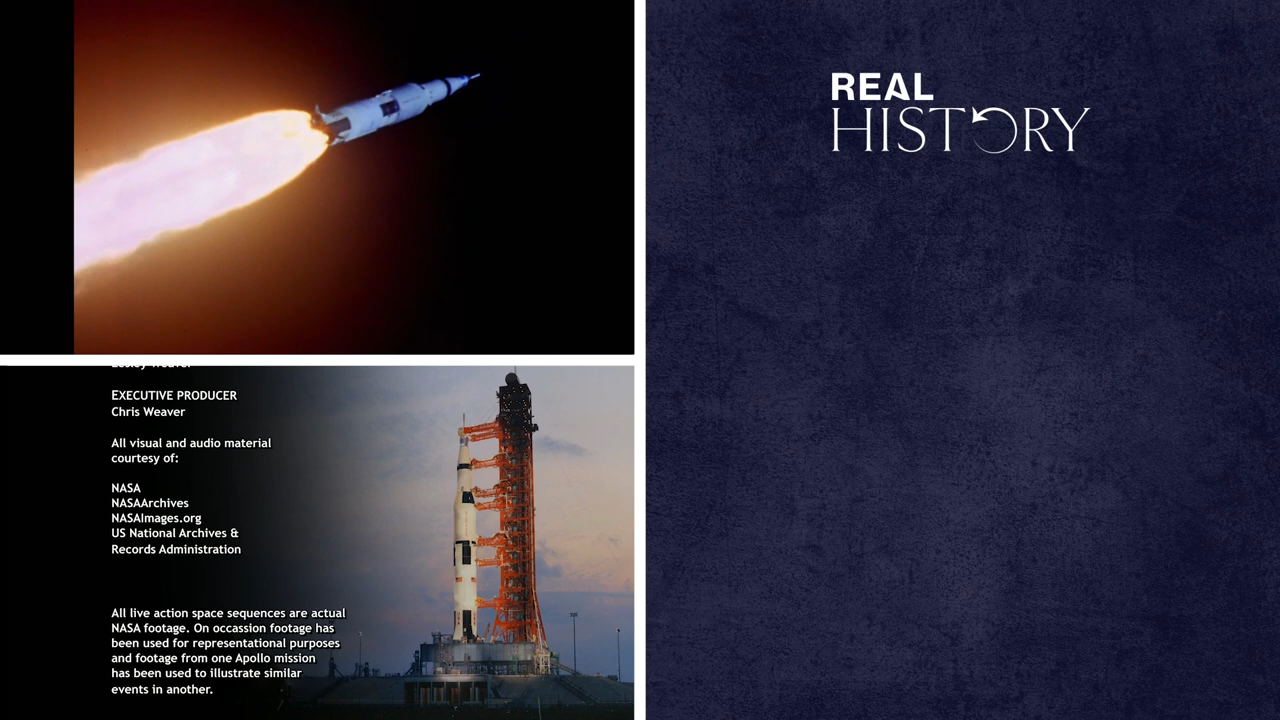 REAL
HISTORY
Lesley Weaver
EXECUTIVE PRODUCER
Chris Weaver
All visual and audio material
courtesy of:
NASA
NASAArchives
NASAImages.org
US National Archives &
Records Administration
All live action space sequences are actual
NASA footage. On occassion footage has
been used for representational purposes
and footage from one Apollo mission
has been used to illustrate similar
events in another.